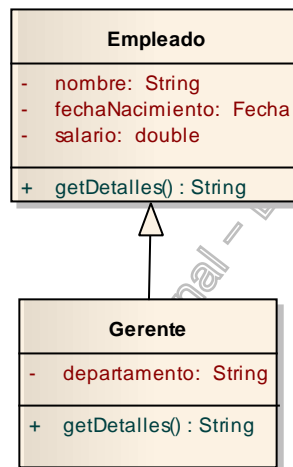 Empleado
- nombre: String
- fechaNacimiento: Fecha
- salario: double
+ getDetalles() : String
Gerente
- departamento: String
+ getDetalles() : String